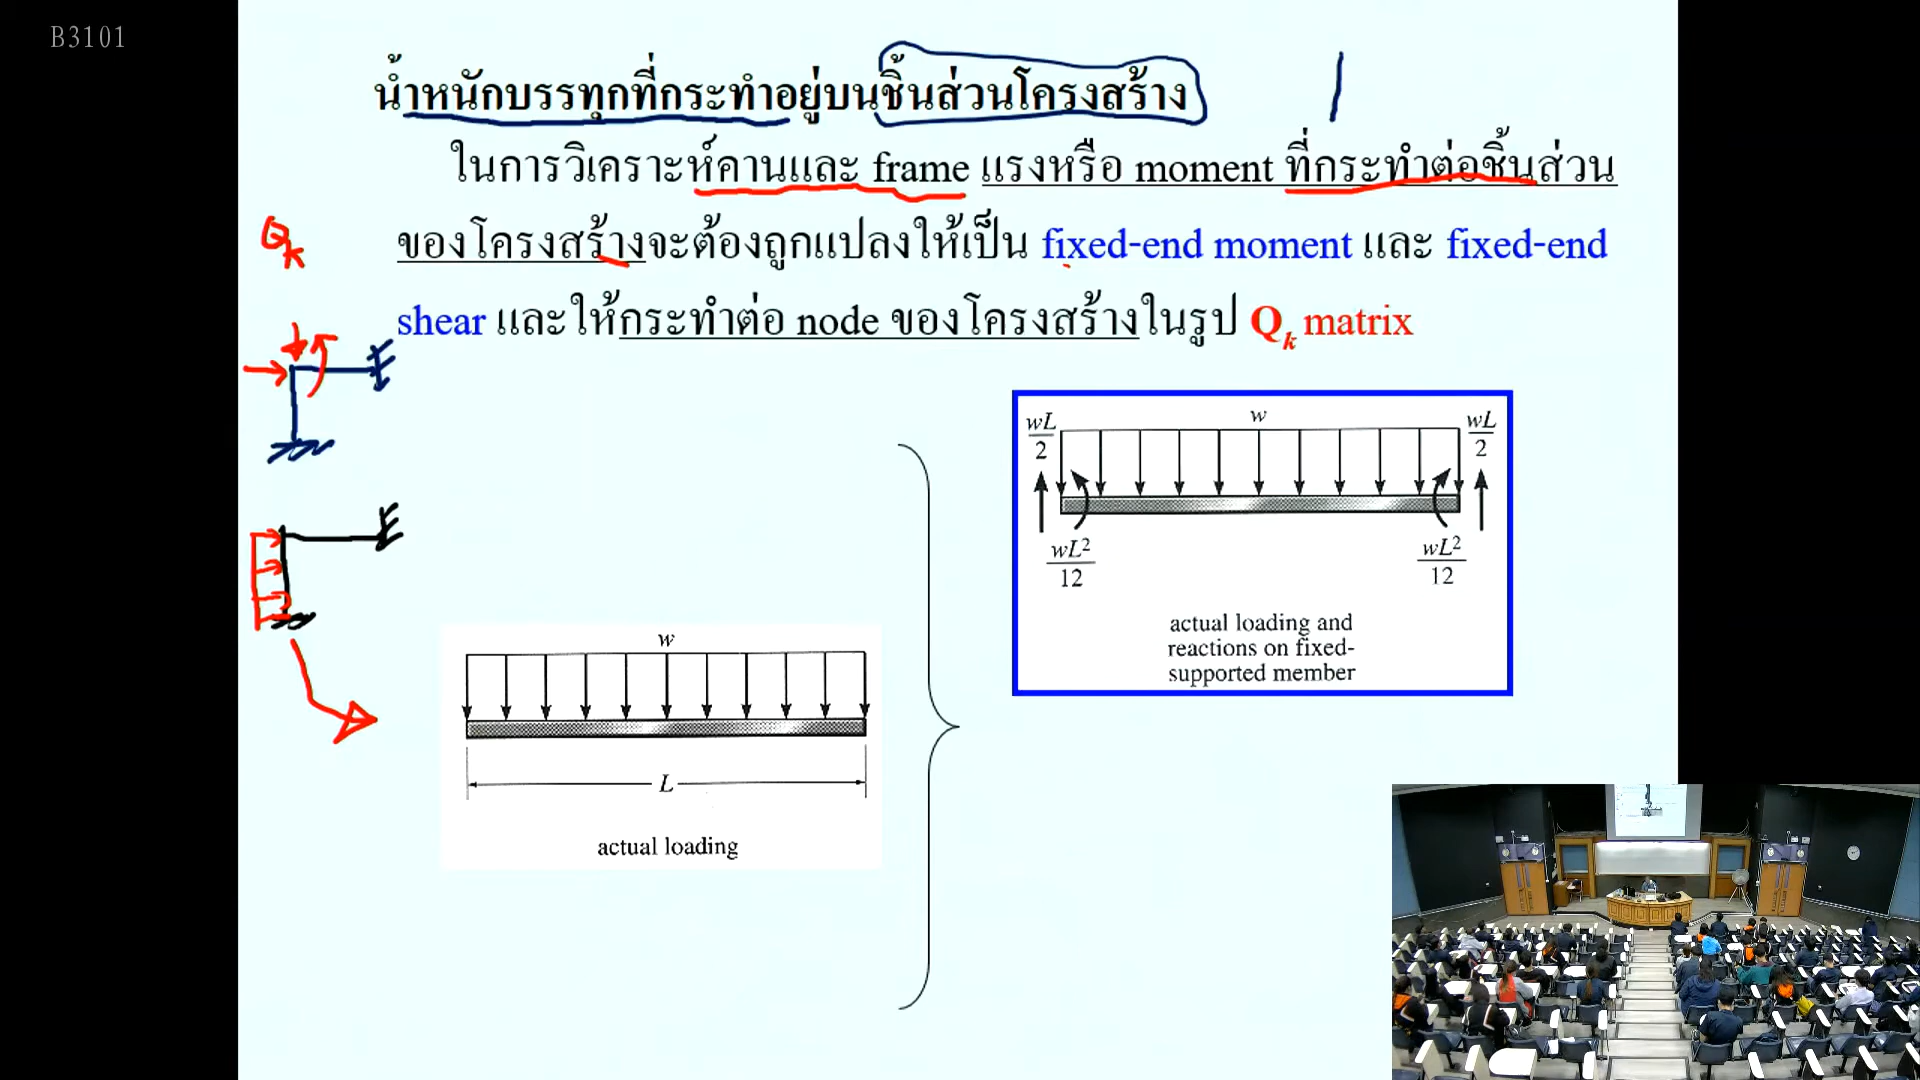 B3101
น้ำหนักบรรทุกที่กระทำอยู่บนชิ้นส่วนโครงสร้าง
ในการวิเคราะห์คานและ frame แรงหรือ moment ที่กระทำต่อชิ้นส่วน
ของโครงสร้างจะต้องถูกแปลงให้เป็น fixed-end moment และ fixed-end
shear และให้กระทำต่อ node ของโครงสร้างในรูป Qk matrix
Qk
w
L
actual loading
wL
2
w
wL
2
wL2
12
wL2
12
actual loading and
reactions on fixed-
supported member